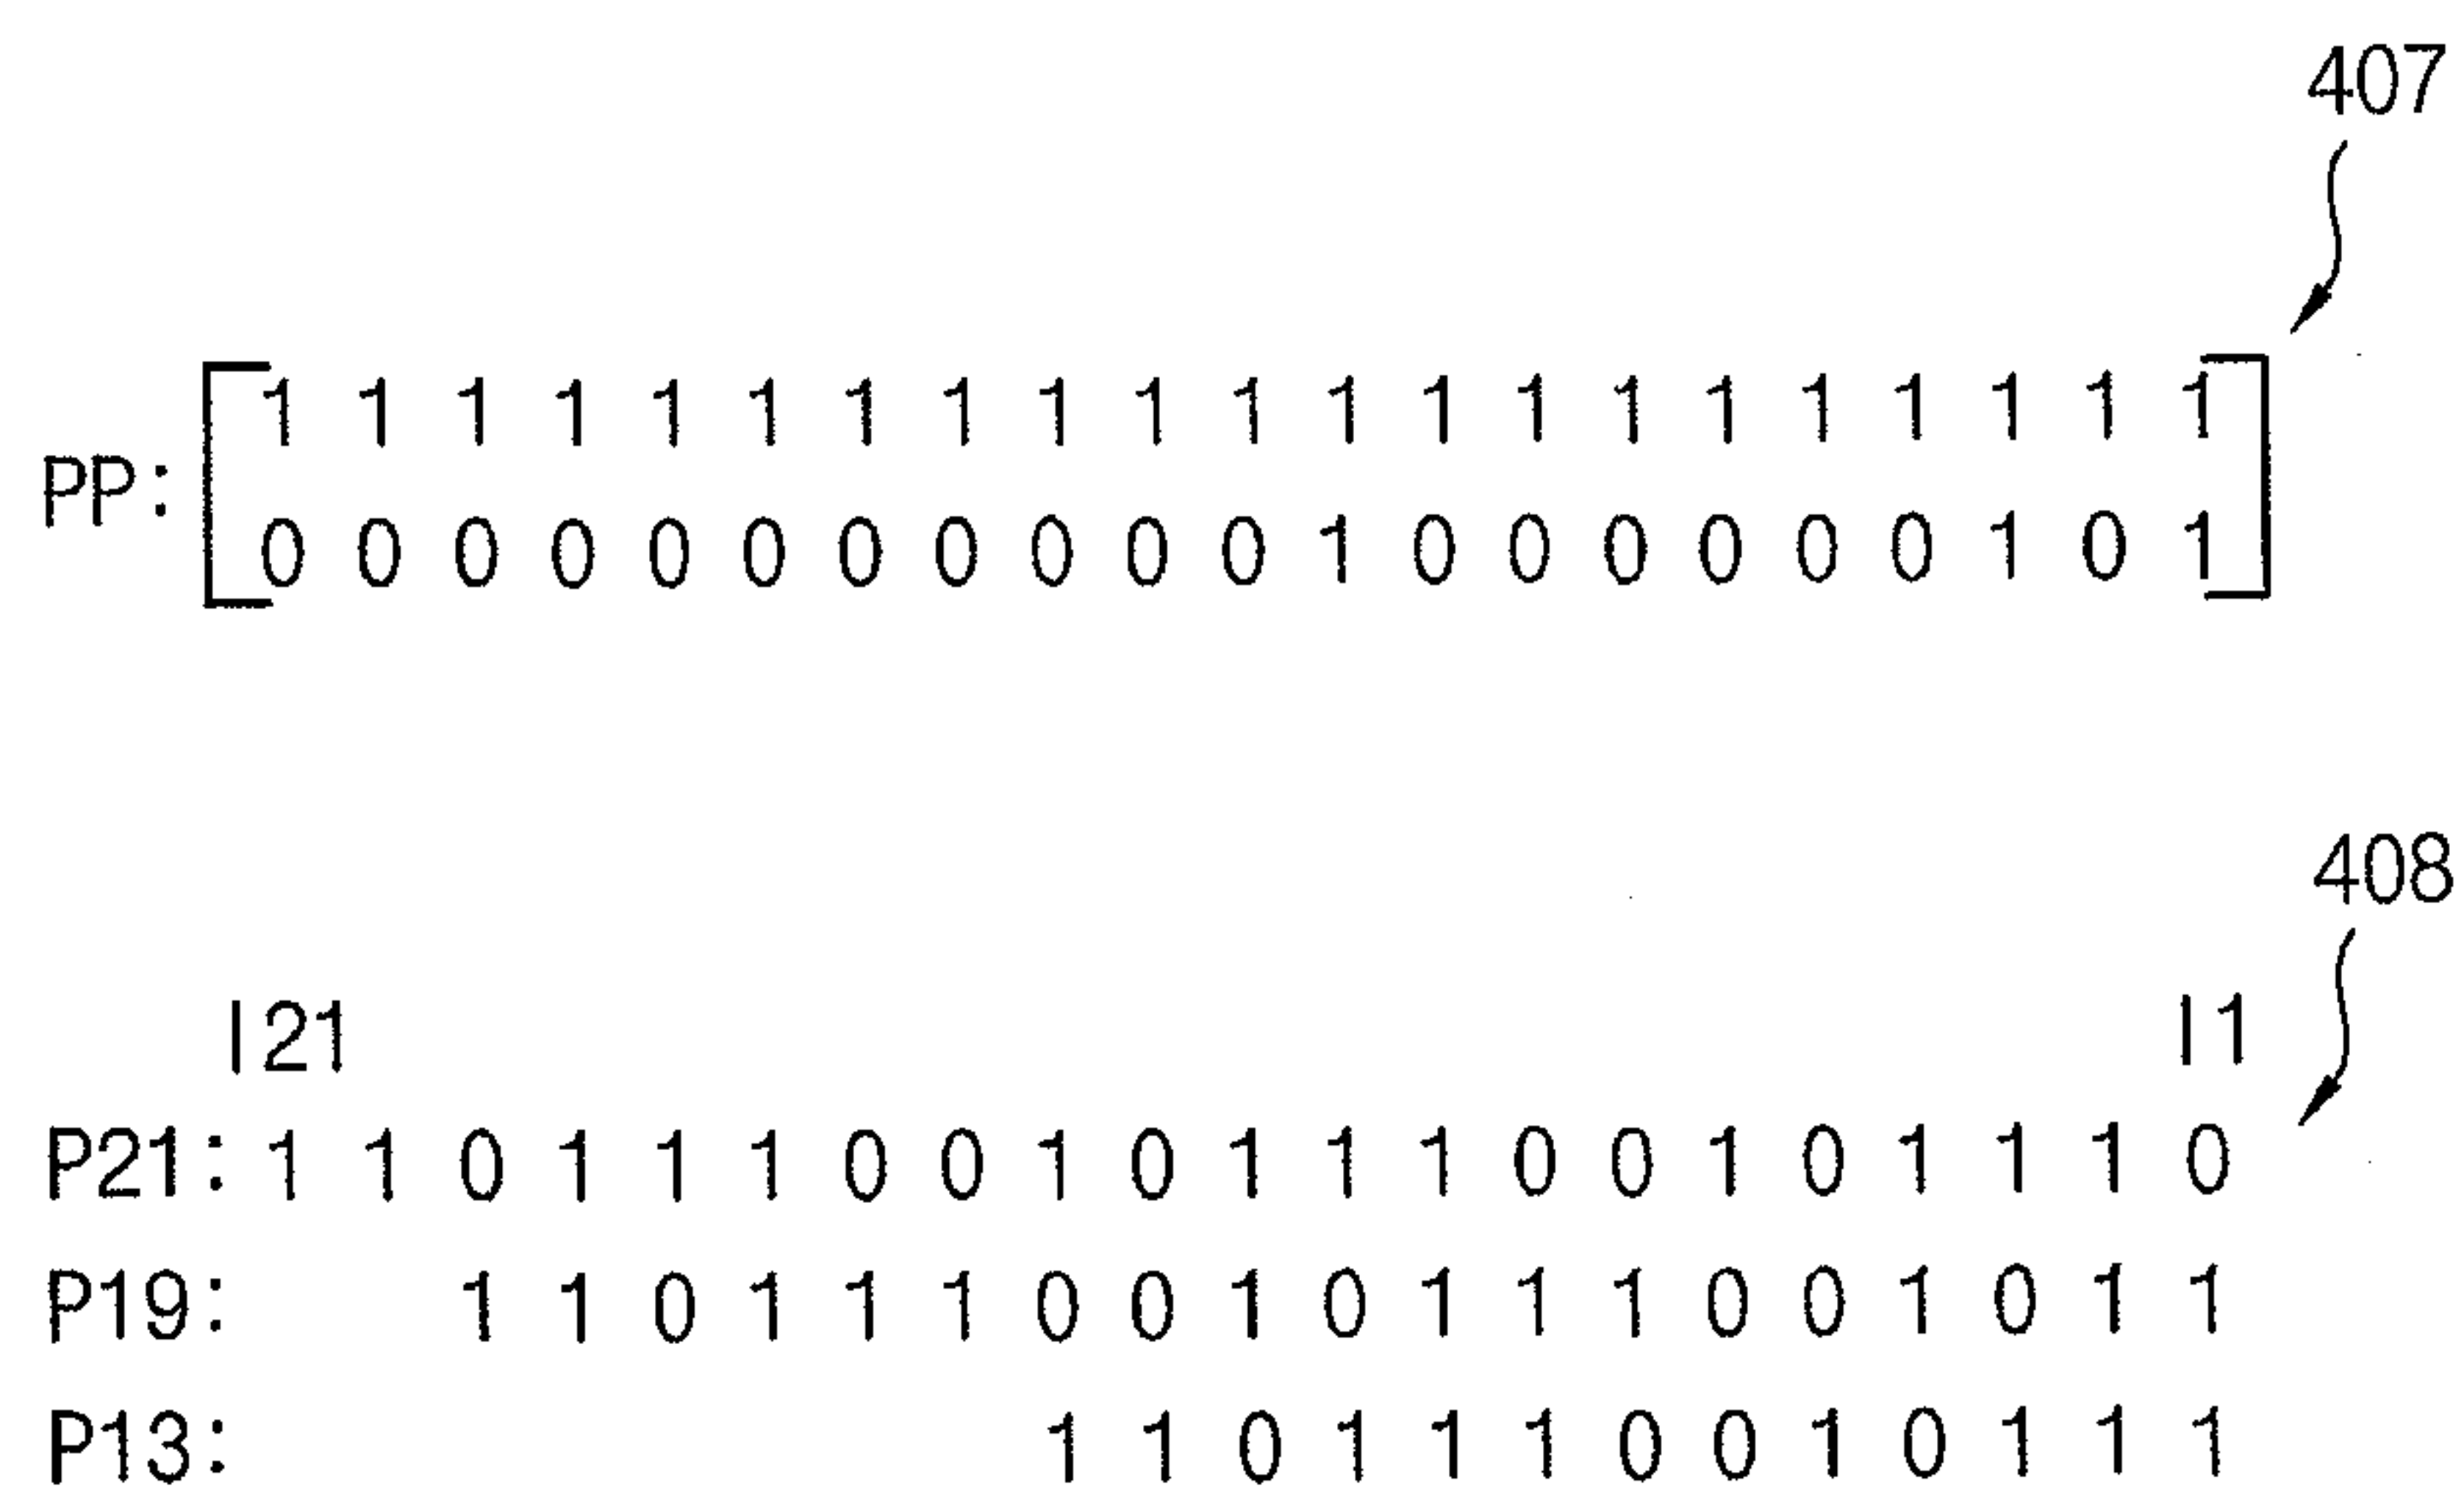 407
1 1 1 1 1 1 1 1 1 1 1 1 1 1 1 1 1 1 1 1 1
PP:
0 0 0 0 0 0 0 0 0 0 0 1 0 0 0 0 0 0 1 0 1
408
I21 I1
P21: 1 1 0 1 1 1 0 0 1 0 1 1 1 0 0 1 0 1 1 1 0
P19: 1 1 0 1 1 1 0 0 1 0 1 1 1 0 0 1 0 1 1
P13: 1 1 0 1 1 1 0 0 1 0 1 1 1